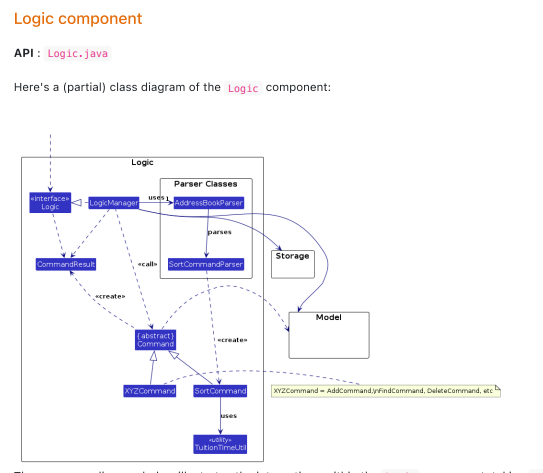 Logic component
API : Logic.java
Here's a (partial) class diagram of the Logic component:
Logic
Parser Classes
«interface»
Logic
LogicManager
uses 1
AddressBookParser
parses
Storage
CommandResult
«call»
SortCommandParser
«create»
Model
{abstract}
Command
«create»
XYZCommand
SortCommand
XYZCommand = AddCommand,\nFindCommand, DeleteCommand, etc
uses
«utility»
TuitionTimeUtil